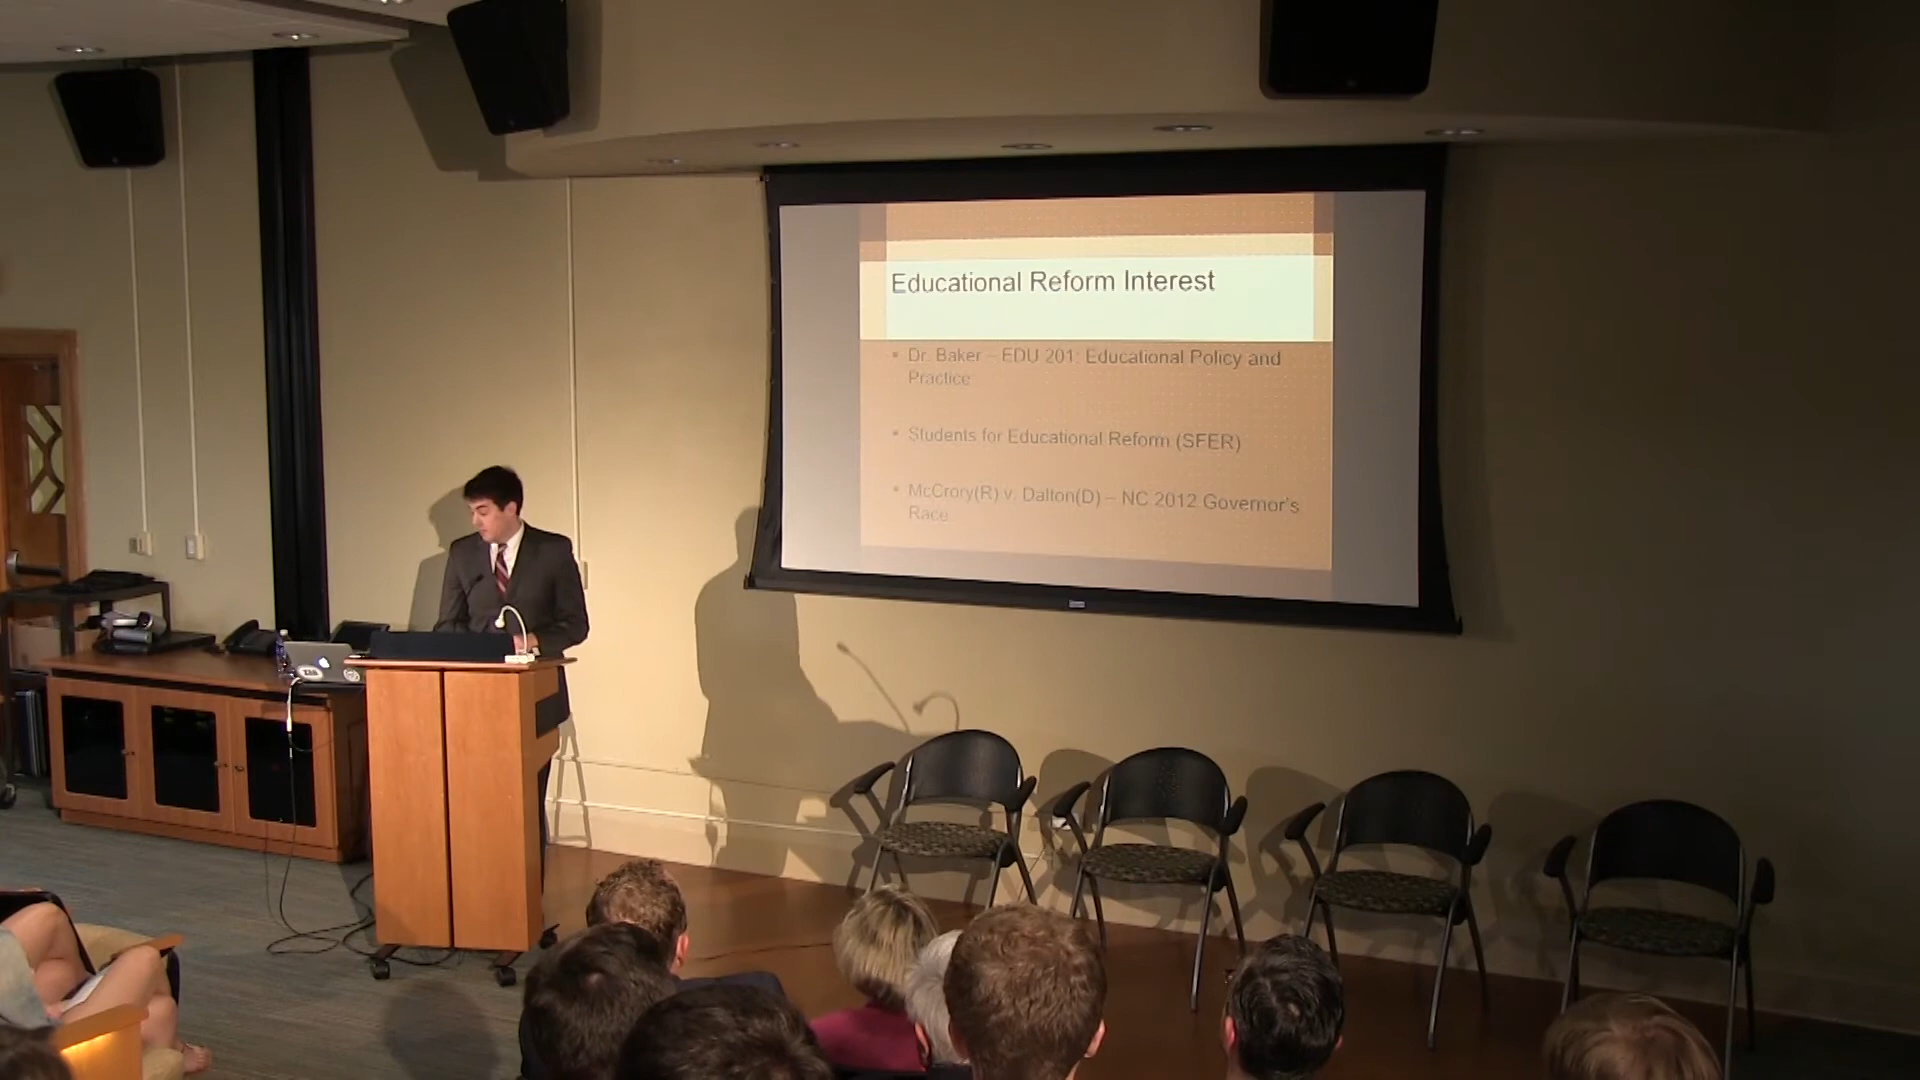 Educational Reform Interest
Dr. Baker – EDU 201: Educational Policy and
Practice
Students for Educational Reform (SFER)
McCrory(R) v. Dalton(D) – NC 2012 Governor's
Race